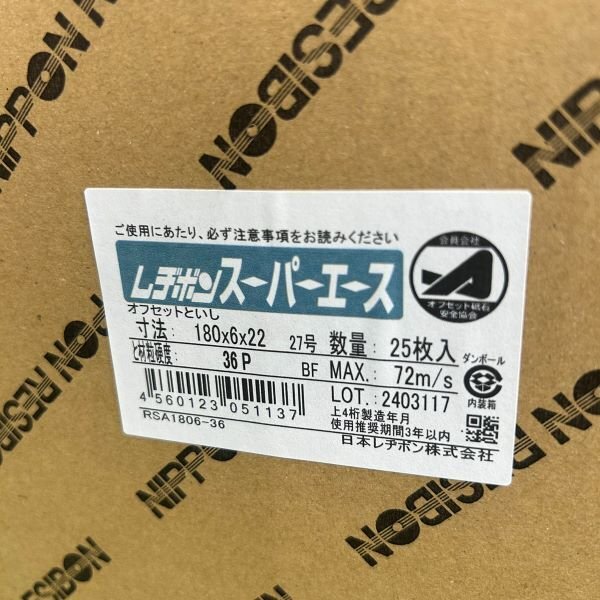 NIPPON RESIBON
NIPPON RESIBON
NIPPON RESIBON
ご使用にあたり、必ず注意事項をお読みください
レヂボンスーパーエース
会員会社
オフセット砥石
安全協会
オフセットといし
寸法: 180x6x22 27号 数量: 25枚入
と材粒硬度: 36P BF MAX. 72m/s
ダンボール
内装箱
4 560123 051137
LOT. 2403117
RSA1806-36
上4桁製造年月
使用推奨期間3年以内
日本レヂボン株式会社
NIPPON RESIBON
NIPPON
RESIBON